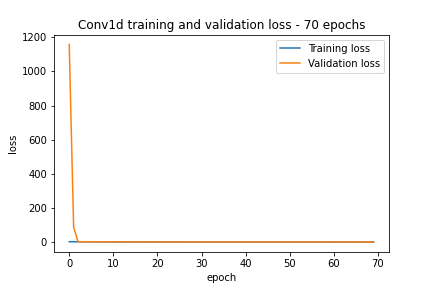 Conv1d training and validation loss - 70 epochs
Training loss
Validation loss
1200
1000
800
600
400
200
0
loss
0 10 20 30 40 50 60 70
epoch